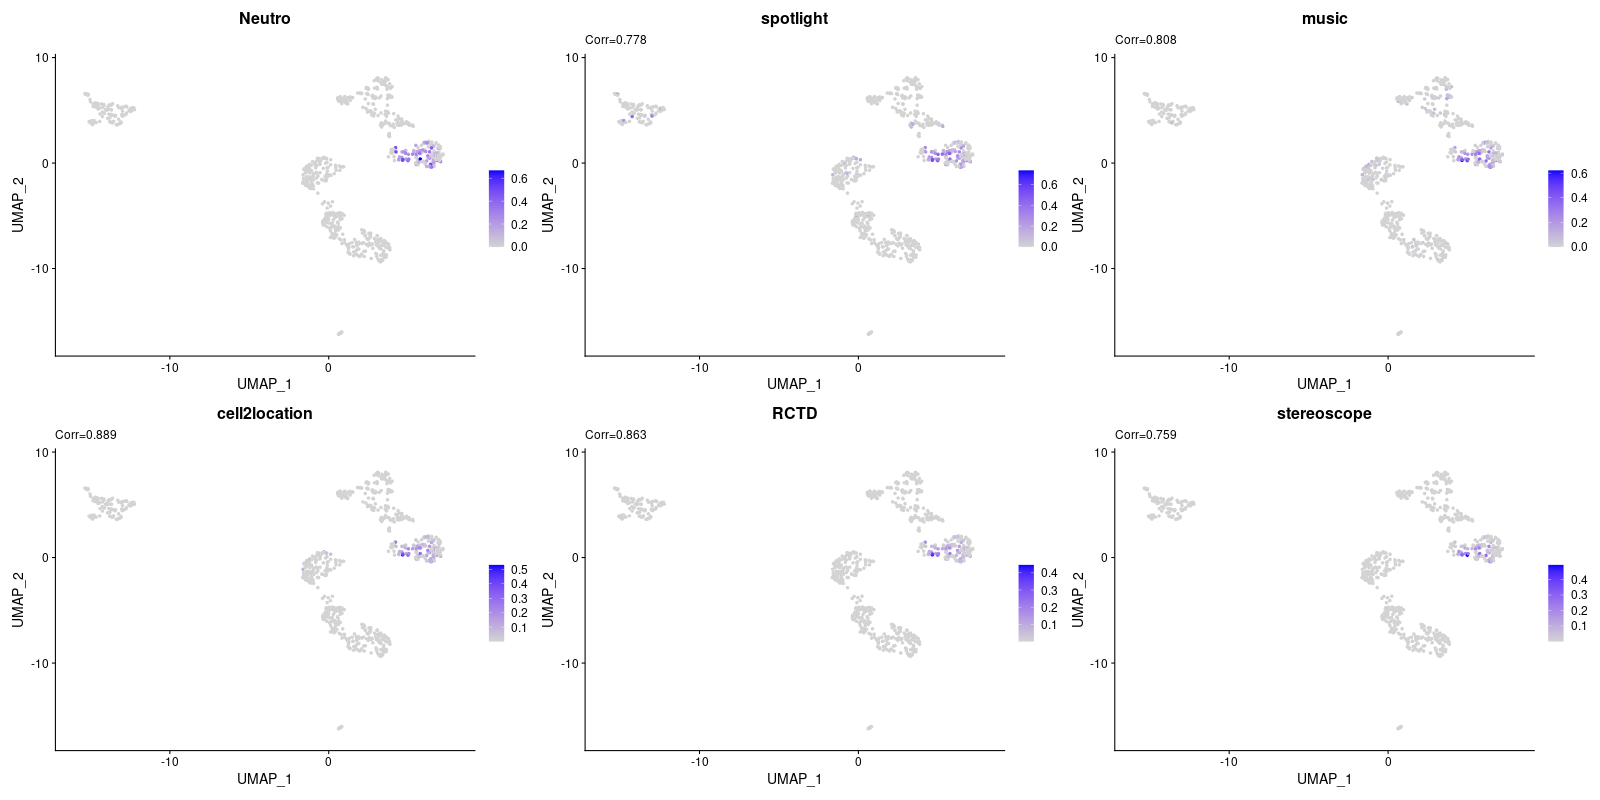 Neutro
10
0
-10
-10
0
UMAP_1
UMAP_2
0.6
0.4
0.2
0.0
spotlight
Corr=0.778
10
0
-10
-10
0
UMAP_1
UMAP_2
0.6
0.4
0.2
0.0
music
Corr=0.808
10
0
-10
-10
0
UMAP_1
UMAP_2
0.6
0.4
0.2
0.0
cell2location
Corr=0.889
10
0
-10
-10
0
UMAP_1
UMAP_2
0.5
0.4
0.3
0.2
0.1
RCTD
Corr=0.863
10
0
-10
-10
0
UMAP_1
UMAP_2
0.4
0.3
0.2
0.1
stereoscope
Corr=0.759
10
0
-10
-10
0
UMAP_1
UMAP_2
0.4
0.3
0.2
0.1